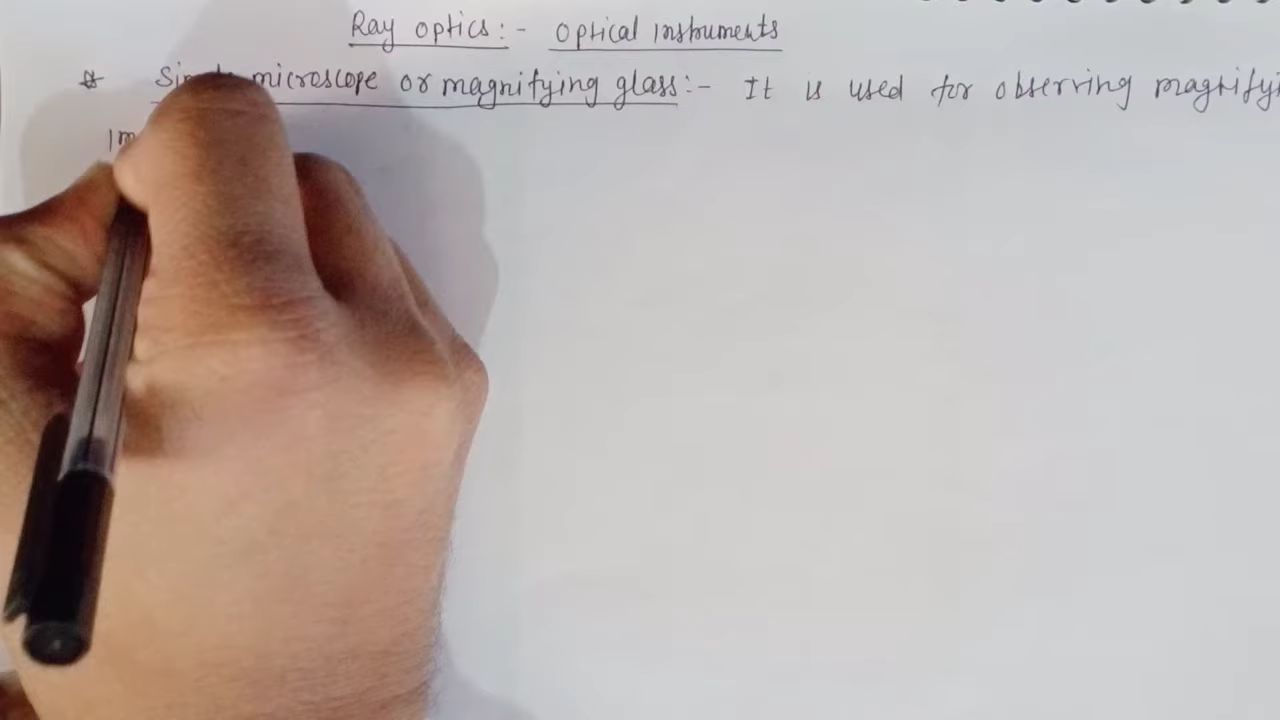 Ray optics:- optical instruments
microscope or magnifying glass:- It is used for observing